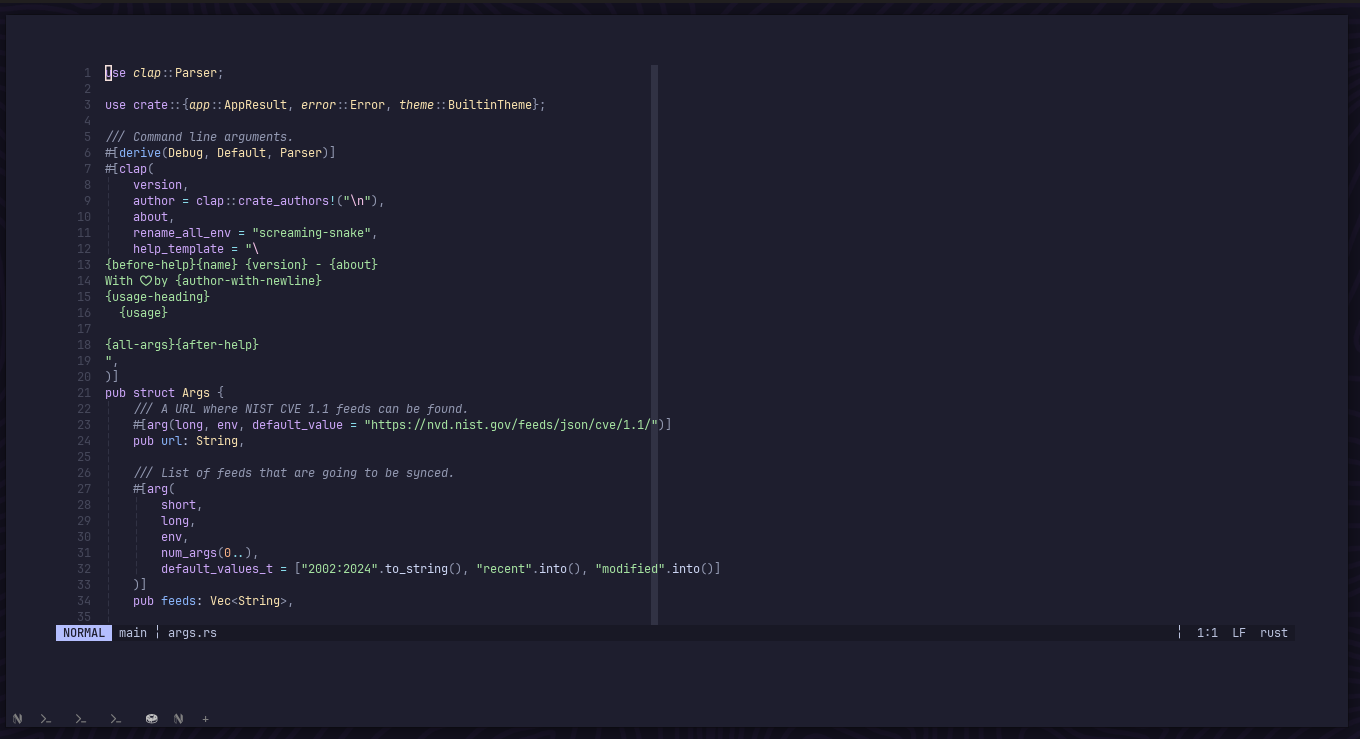 1 use clap::Parser;
2
3 use crate::{app::AppResult, error::Error, theme::BuiltinTheme};
4
5 /// Command line arguments.
6 #[derive(Debug, Default, Parser)]
7 #[clap(
8     version,
9     author = clap::crate_authors!("\n"),
10     about,
11     rename_all_env = "screaming-snake",
12     help_template = "\
13 {before-help}{name} {version} - {about}
14 With ♡ by {author-with-newline}
15 {usage-heading}
16   {usage}
17
18 {all-args}{after-help}
19 ",
20 )]
21 pub struct Args {
22     /// A URL where NIST CVE 1.1 feeds can be found.
23     #[arg(long, env, default_value = "https://nvd.nist.gov/feeds/json/cve/1.1/")]
24     pub url: String,
25
26     /// List of feeds that are going to be synced.
27     #[arg(
28         short,
29         long,
30         env,
31         num_args(0..),
32         default_values_t = ["2002:2024".to_string(), "recent".into(), "modified".into()]
33     )]
34     pub feeds: Vec<String>,
35
NORMAL main ¦ args.rs ¦ 1:1 LF rust
>_ >_ >_ +